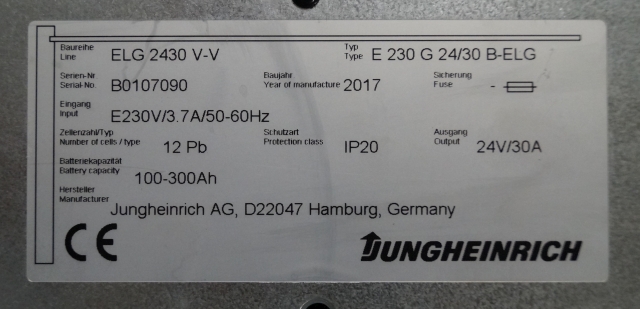 Baureihe
Line ELG 2430 V-V
Typ
Type E 230 G 24/30 B-ELG
Serien-Nr.
Serial-No. B0107090
Baujahr
Year of manufacture 2017
Sicherung
Fuse -
Eingang
Input E230V/3.7A/50-60Hz
Zellenzahl/Typ
Number of cells / type 12 Pb
Schutzart
Protection class IP20
Ausgang
Output 24V/30A
Batteriekapazität
Battery capacity 100-300Ah
Hersteller
Manufacturer Jungheinrich AG, D22047 Hamburg, Germany
CE
JUNGHEINRICH